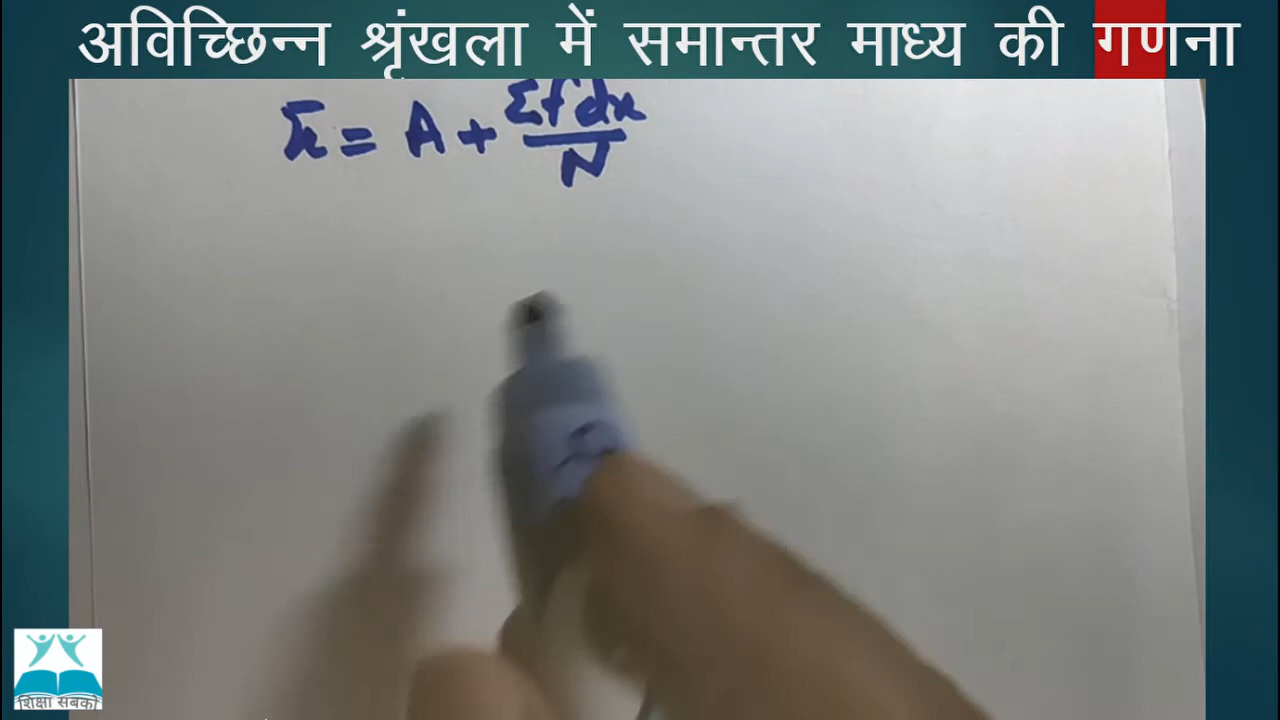 अविच्छिन्न श्रृंखला में समान्तर माध्य की गणना
x̄ = A + Σfdx
N
शिक्षा सबको